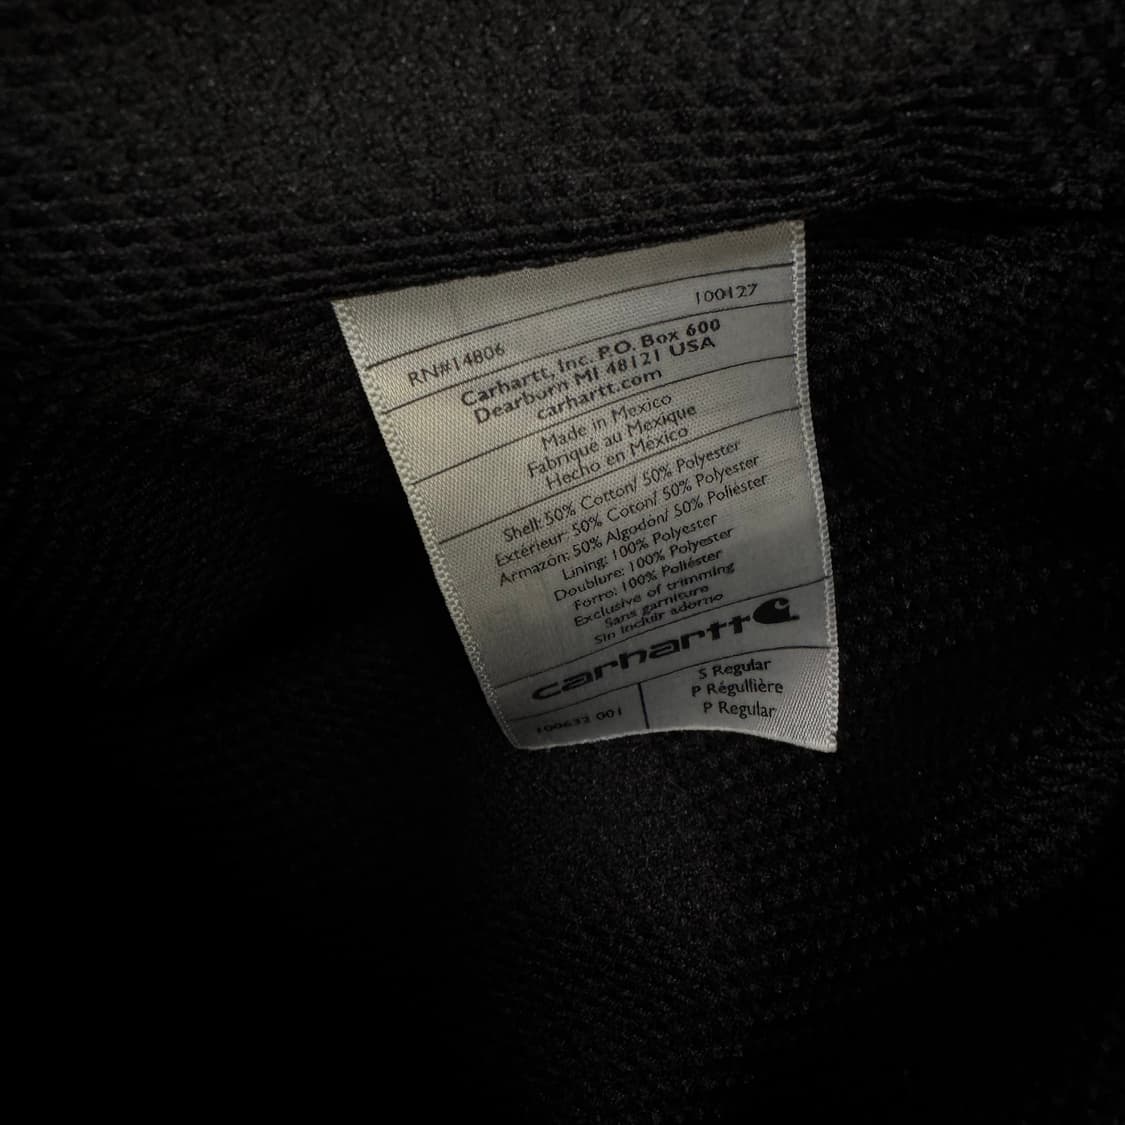 RN#14806 100127
Carhartt, Inc. P.O. Box 600
Dearborn MI 48121 USA
carhartt.com
Made in Mexico
Fabriqué au Mexique
Hecho en México
Shell: 50% Cotton/ 50% Polyester
Extérieur: 50% Coton/ 50% Polyester
Armazón: 50% Algodón/ 50% Poliéster
Lining: 100% Polyester
Doublure: 100% Polyester
Forro: 100% Poliéster
Exclusive of trimming
Sans garniture
Sin incluir adorno
carhartt
100632 001
S Regular
P Régullière
P Regular